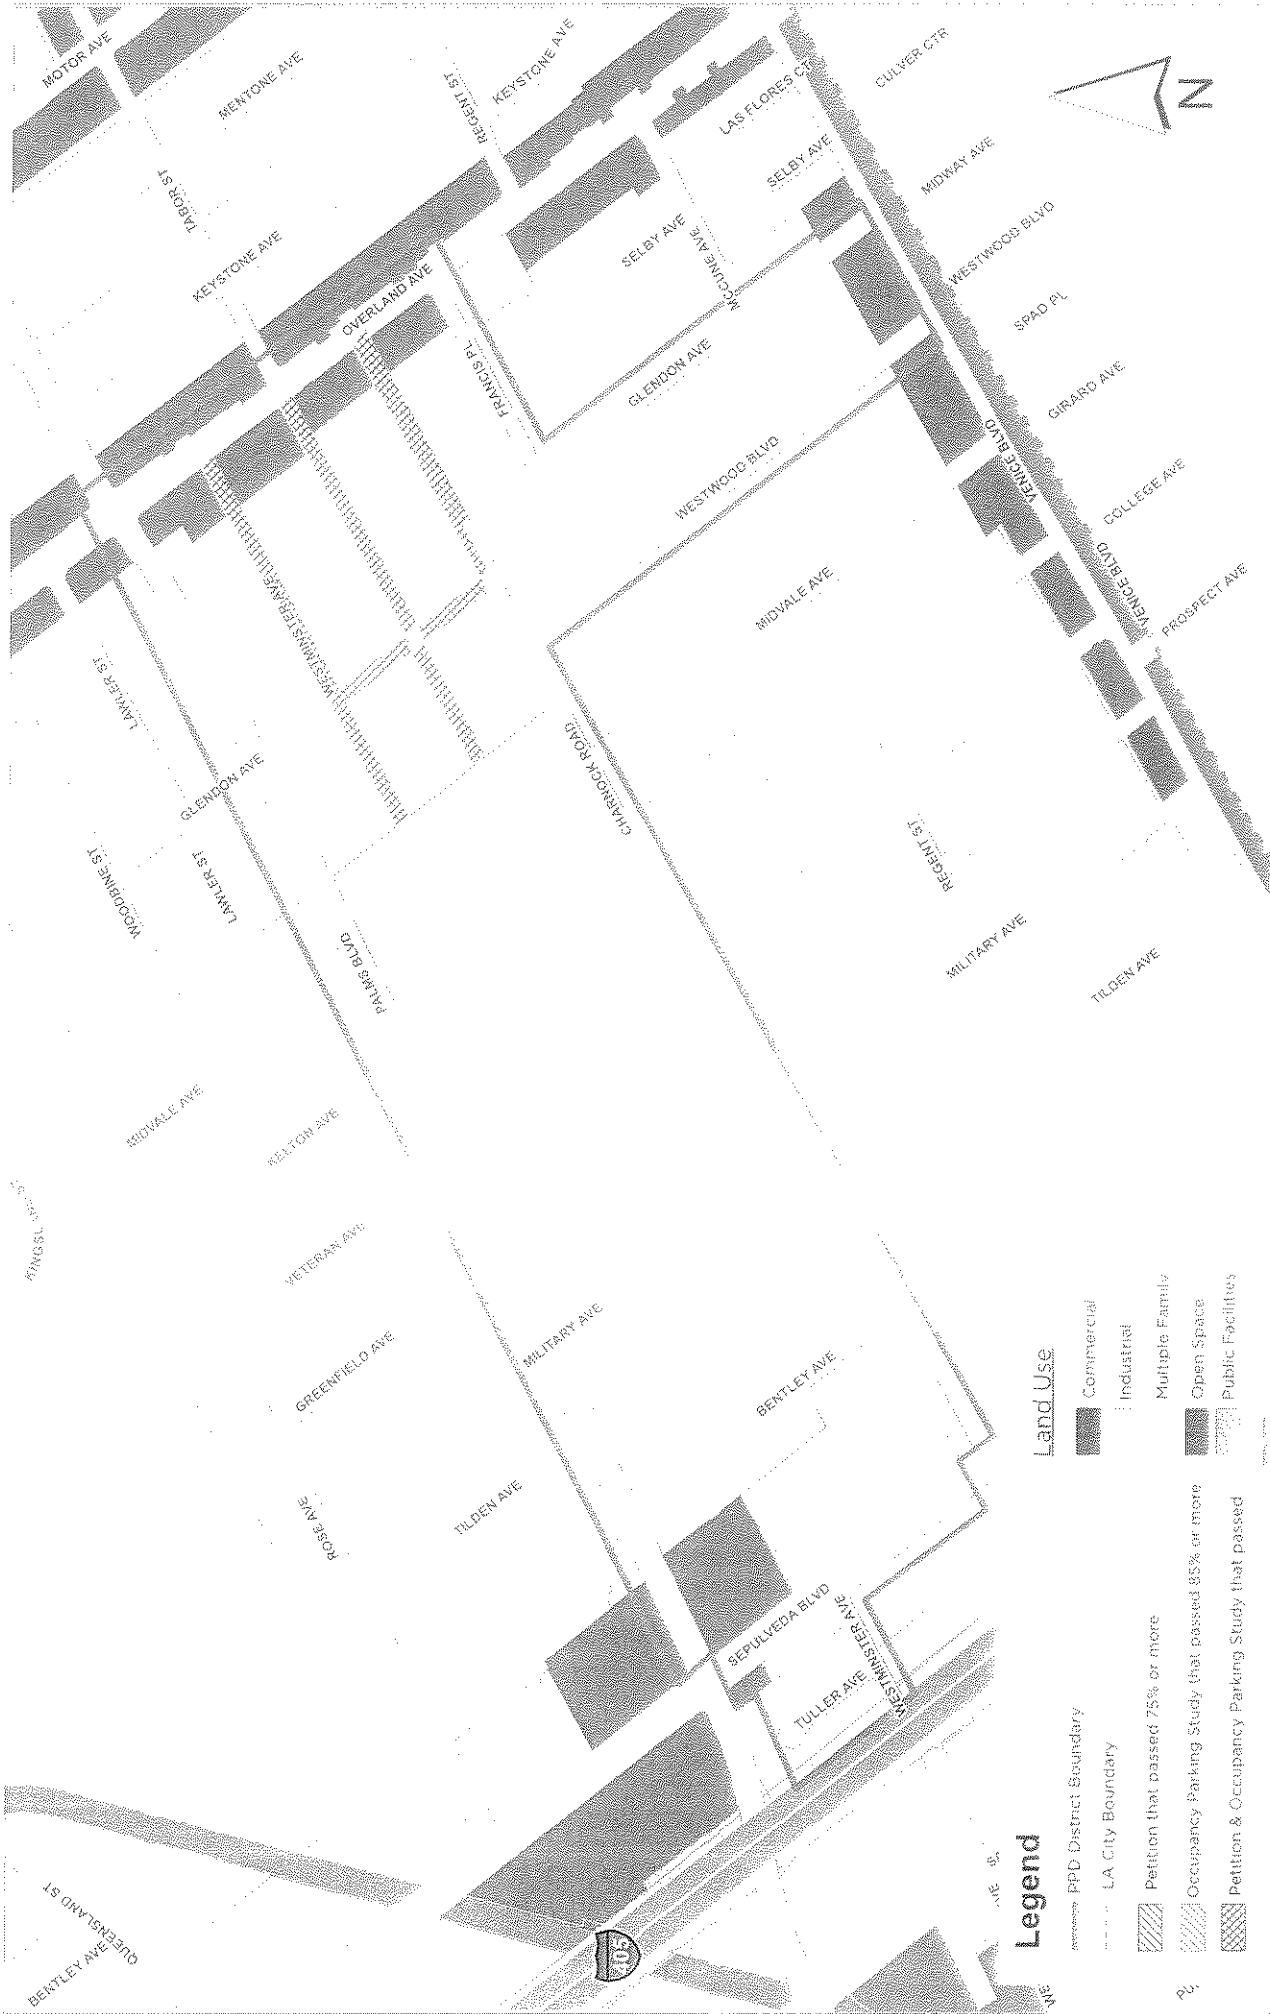 MOTOR AVE
MENTONE AVE
REGENT ST
KEYSTONE AVE
LAS FLORES CT
CULVER CTR
N
TABOR ST
KEYSTONE AVE
SELBY AVE
SELBY AVE
MCCUNE AVE
MIDWAY AVE
WESTWOOD BLVD
OVERLAND AVE
FRANCIS PL
GLENDON AVE
SPAD PL
GIRARD AVE
WESTWOOD BLVD
VENICE BLVD
COLLEGE AVE
WESTMINSTER AVE
MIDVALE AVE
VENICE BLVD
PROSPECT AVE
LAWLER ST
GLENDON AVE
CHARNOCK ROAD
WOODBINE ST
LAWLER ST
REGENT ST
PALMS BLVD
MILITARY AVE
TILDEN AVE
MIDVALE AVE
KELTON AVE
VETERAN AVE
GREENFIELD AVE
MILITARY AVE
BENTLEY AVE
ROSE AVE
TILDEN AVE
SEPULVEDA BLVD
WESTMINSTER AVE
TULLER AVE
QUEENSLAND ST
BENTLEY AVE
405
Legend
PPD District Boundary
LA City Boundary
Petition that passed 75% or more
Occupancy Parking Study that passed 85% or more
Petition & Occupancy Parking Study that passed
Land Use
Commercial
Industrial
Multiple Family
Open Space
Public Facilities